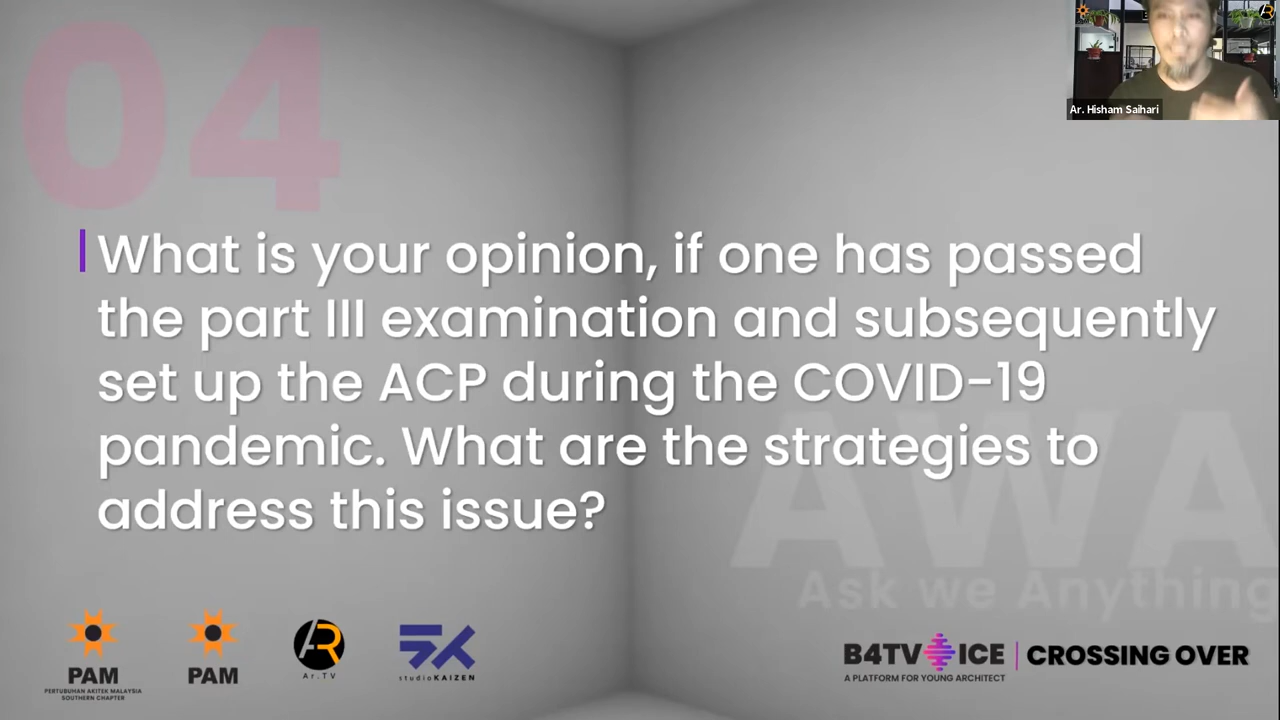 04
Ar. Hisham Saihari
What is your opinion, if one has passed
the part III examination and subsequently
set up the ACP during the COVID-19
pandemic. What are the strategies to
address this issue?
AWA
Ask we Anything
PAM
PERTUBUHAN AKITEK MALAYSIA
SOUTHERN CHAPTER
PAM
AR
Ar.TV
studioKAIZEN
B4TV ICE
A PLATFORM FOR YOUNG ARCHITECT
CROSSING OVER